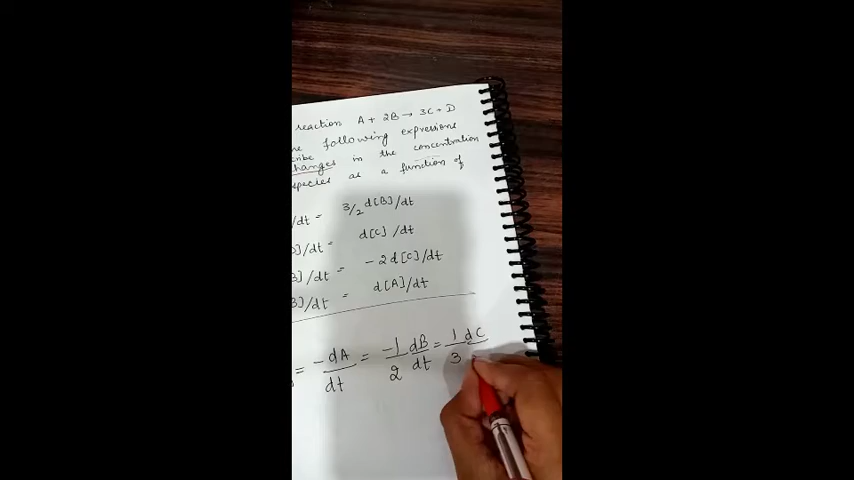 reaction A + 2B → 3C + D
following expressions
changes in the concentration
species as a function of
/dt = 3/2 d[B]/dt
]/dt = d[C] /dt
]/dt = - 2 d[C]/dt
]/dt = d[A]/dt
= -dA/dt = -1/2 dB/dt = 1/3 dC